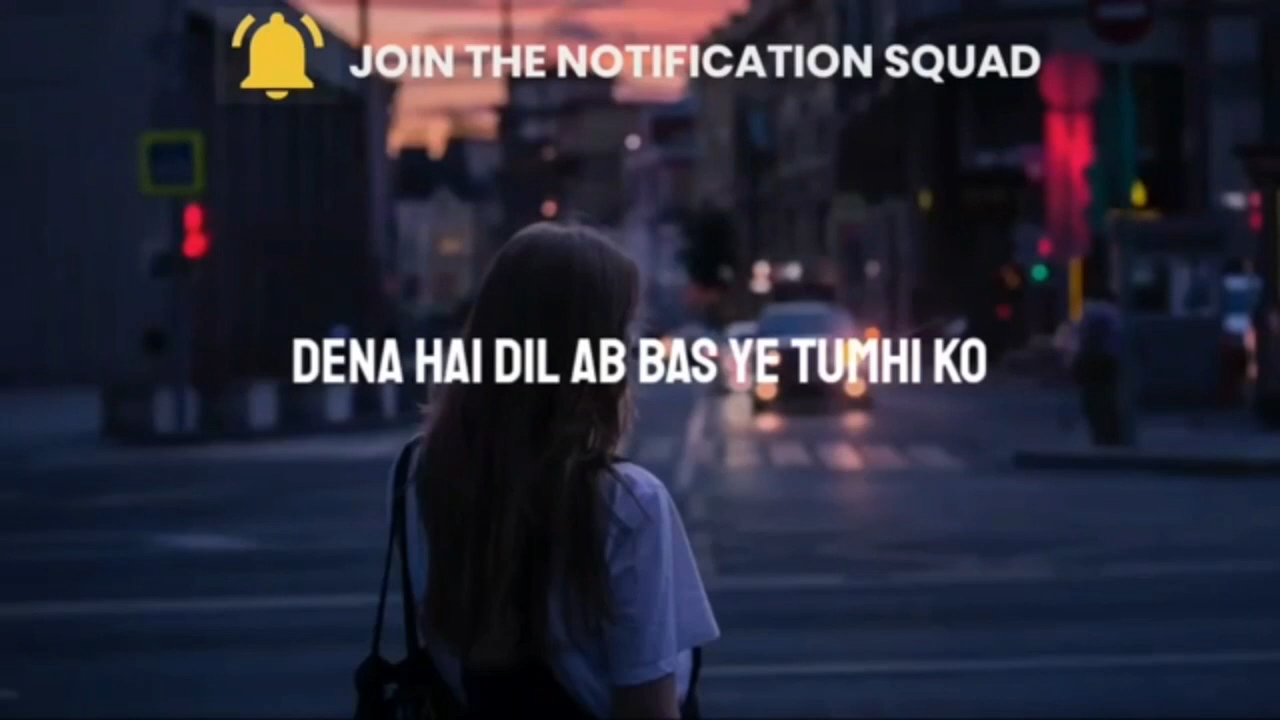 JOIN THE NOTIFICATION SQUAD
DENA HAI DIL AB BAS YE TUMHI KO